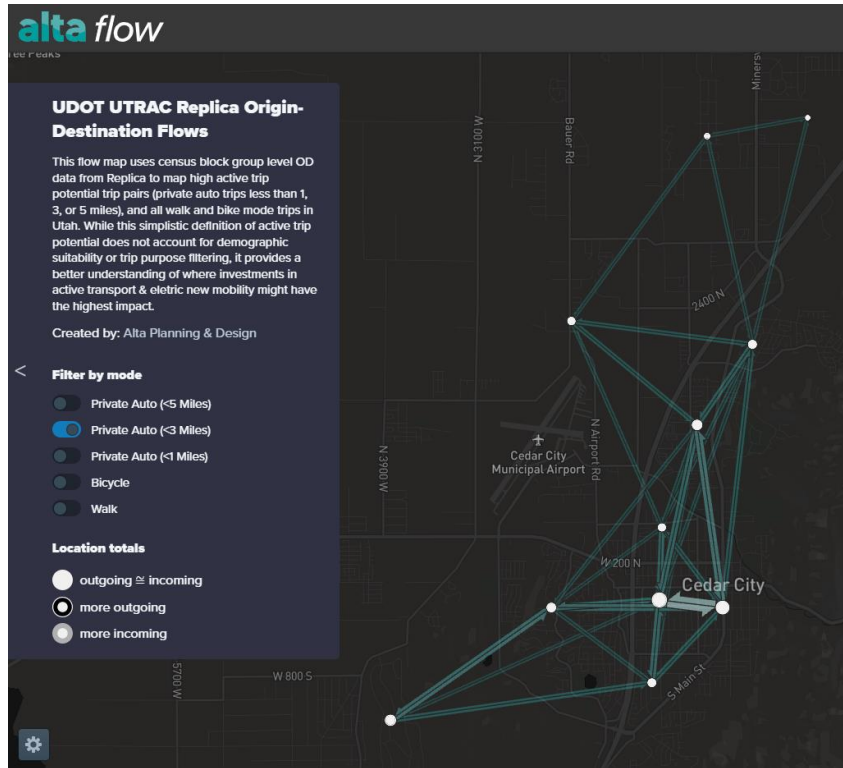 alta flow
ee Peaks
UDOT UTRAC Replica Origin-
Destination Flows
This flow map uses census block group level OD
data from Replica to map high active trip
potential trip pairs (private auto trips less than 1,
3, or 5 miles), and all walk and bike mode trips in
Utah. While this simplistic definition of active trip
potential does not account for demographic
suitability or trip purpose filtering, it provides a
better understanding of where investments in
active transport & eletric new mobility might have
the highest impact.
Created by: Alta Planning & Design
<
Filter by mode
Private Auto (<5 Miles)
Private Auto (<3 Miles)
Private Auto (<1 Miles)
Bicycle
Walk
Location totals
outgoing ≅ incoming
more outgoing
more incoming
N 3100 W
Bauer Rd
Minersv
2400 N
N 3900 W
Cedar City
Municipal Airport
N Airport Rd
W 200 N
Cedar City
5700 W
W 800 S
S Main St